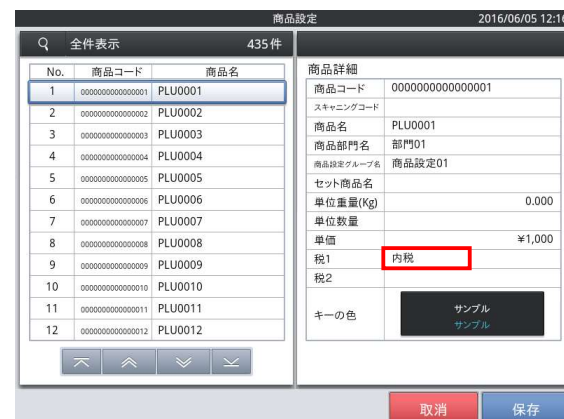 商品設定 2016/06/05 12:16
全件表示 435件
No. 商品コード 商品名
1 0000000000000001 PLU0001
2 0000000000000002 PLU0002
3 0000000000000003 PLU0003
4 0000000000000004 PLU0004
5 0000000000000005 PLU0005
6 0000000000000006 PLU0006
7 0000000000000007 PLU0007
8 0000000000000008 PLU0008
9 0000000000000009 PLU0009
10 0000000000000010 PLU0010
11 0000000000000011 PLU0011
12 0000000000000012 PLU0012
商品詳細
商品コード 0000000000000001
スキャニングコード
商品名 PLU0001
商品部門名 部門01
商品設定グループ名 商品設定01
セット商品名
単位重量(Kg) 0.000
単位数量
単価 ¥1,000
税1 内税
税2
キーの色 サンプル
サンプル
取消 保存